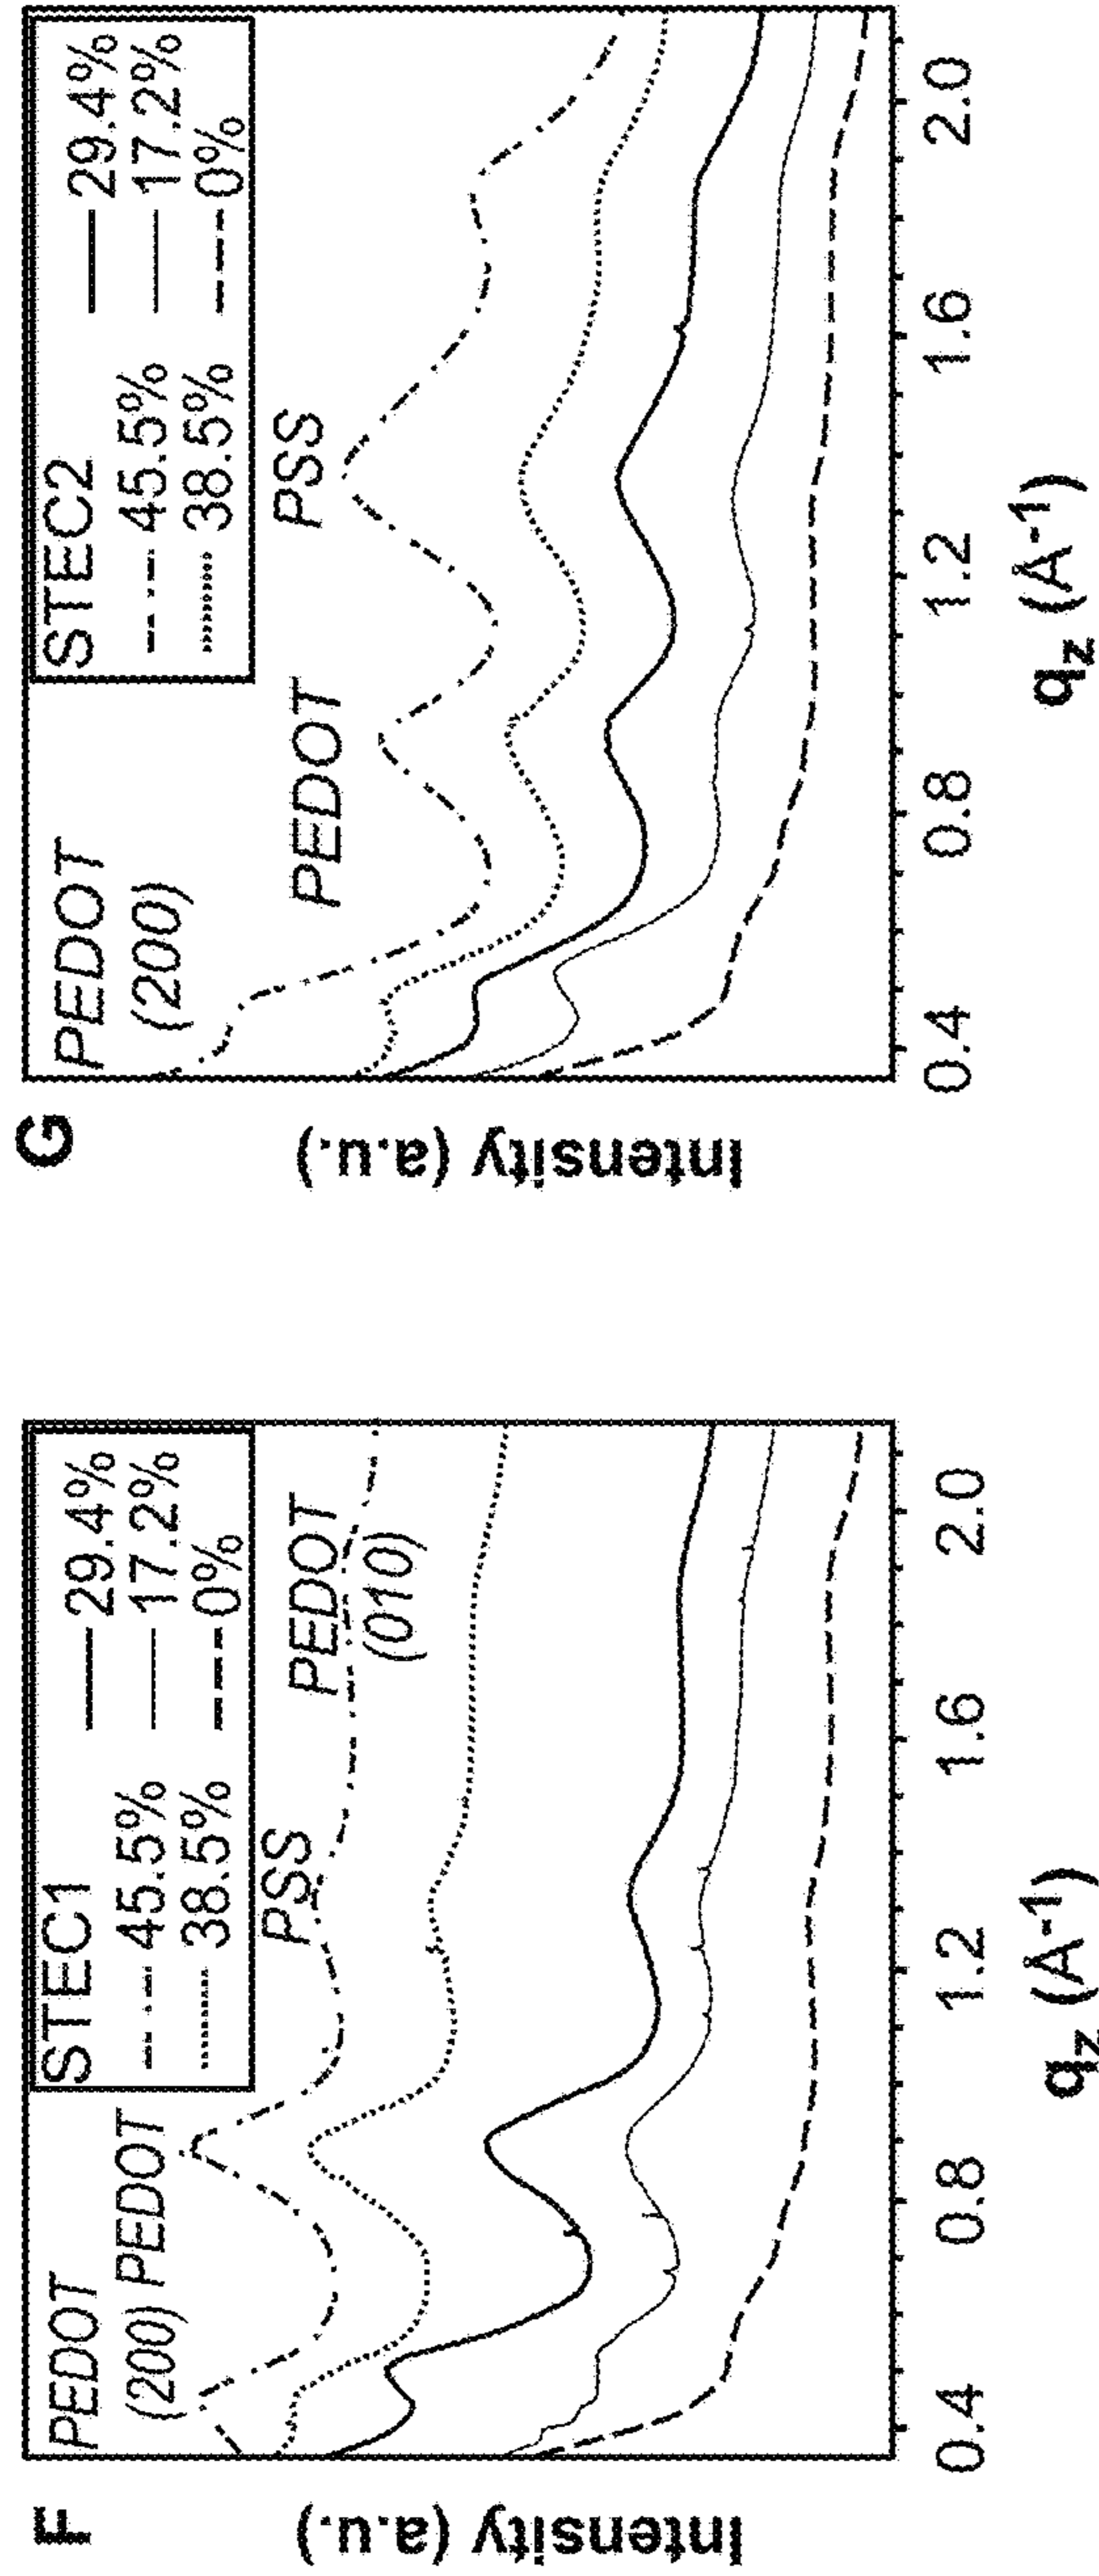 F
Intensity (a.u.)
PEDOT
(200) PEDOT
STEC1
45.5%
29.4%
38.5%
17.2%
0%
PSS
PEDOT
(010)
0.4 0.8 1.2 1.6 2.0
qz (Å-1)
G
Intensity (a.u.)
PEDOT
(200)
STEC2
45.5%
29.4%
38.5%
17.2%
0%
PEDOT
PSS
0.4 0.8 1.2 1.6 2.0
qz (Å-1)